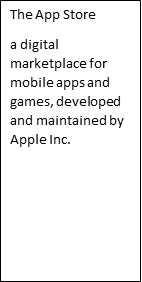 The App Store
a digital
marketplace for
mobile apps and
games, developed
and maintained by
Apple Inc.